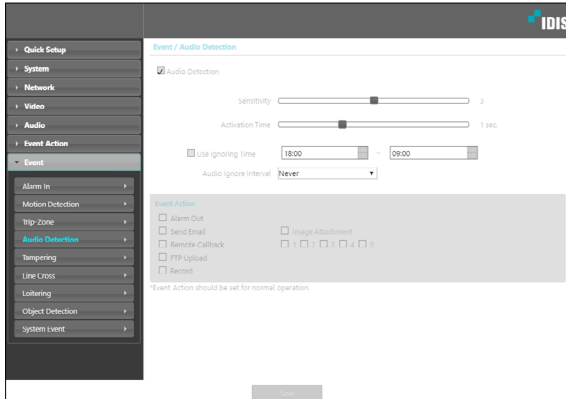 IDIS
Quick Setup
System
Network
Video
Audio
Event Action
Event
Alarm In
Motion Detection
Trip-Zone
Audio Detection
Tampering
Line Cross
Loitering
Object Detection
System Event
Event / Audio Detection
Audio Detection
Sensitivity 3
Activation Time 1 sec.
Use Ignoring Time 18:00 ~ 09:00
Audio Ignore Interval Never
Event Action
Alarm Out
Send Email Image Attachment
Remote Callback 1 2 3 4 5
FTP Upload
Record
*Event Action should be set for normal operation.
Save